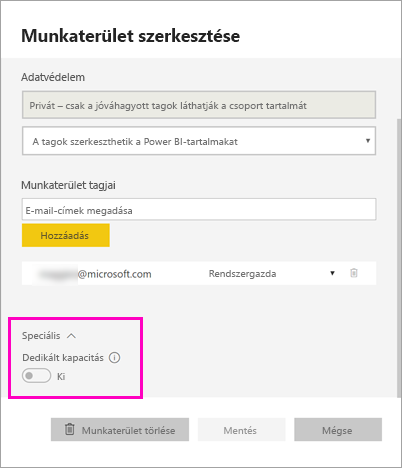 Munkaterület szerkesztése
Adatvédelem
Privát – csak a jóváhagyott tagok láthatják a csoport tartalmát
A tagok szerkeszthetik a Power BI-tartalmakat
Munkaterület tagjai
E-mail-címek megadása
Hozzáadás
@microsoft.com Rendszergazda
Speciális
Dedikált kapacitás
Ki
Munkaterület törlése Mentés Mégse